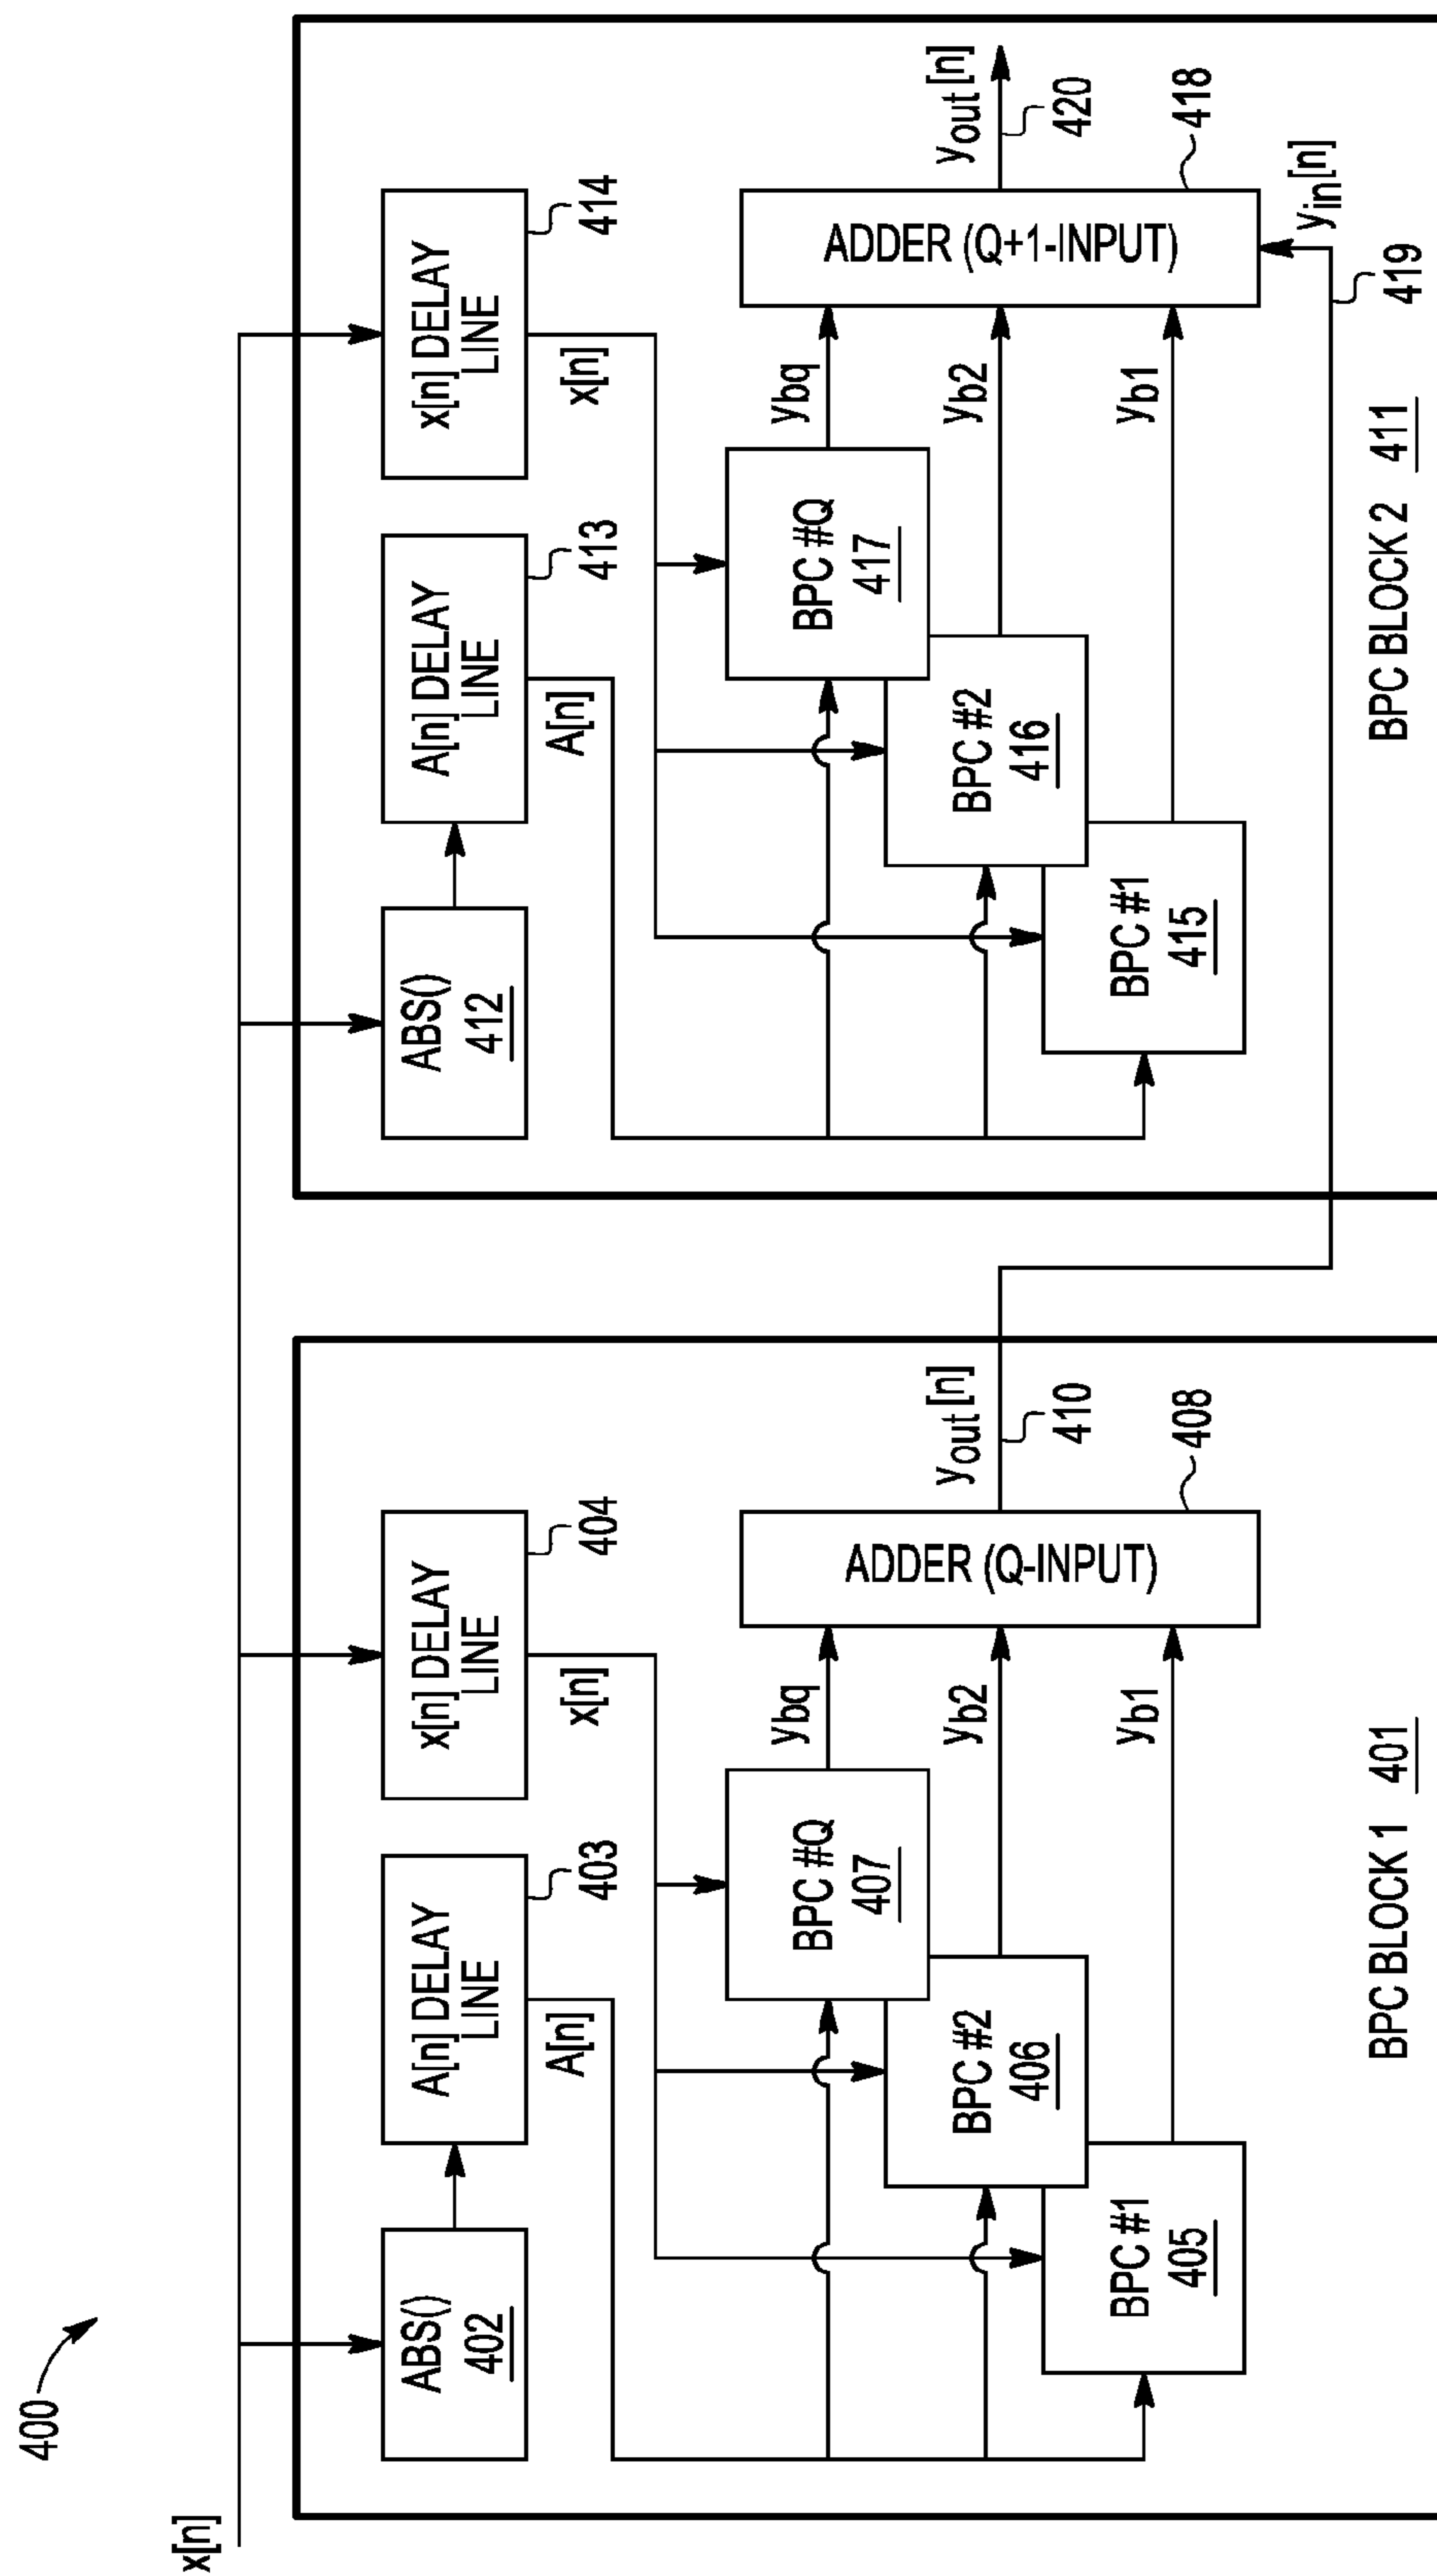 400
x[n]
ABS()
402
A[n] DELAY
LINE
403
x[n] DELAY
LINE
404
A[n]
x[n]
BPC #Q
407
BPC #2
406
BPC #1
405
ybq
yb2
yb1
ADDER (Q-INPUT)
yout[n]
410
408
BPC BLOCK 1 401
ABS()
412
A[n] DELAY
LINE
413
x[n] DELAY
LINE
414
A[n]
x[n]
BPC #Q
417
BPC #2
416
BPC #1
415
ybq
yb2
yb1
ADDER (Q+1-INPUT)
yout[n]
420
418
yin[n]
419
BPC BLOCK 2 411